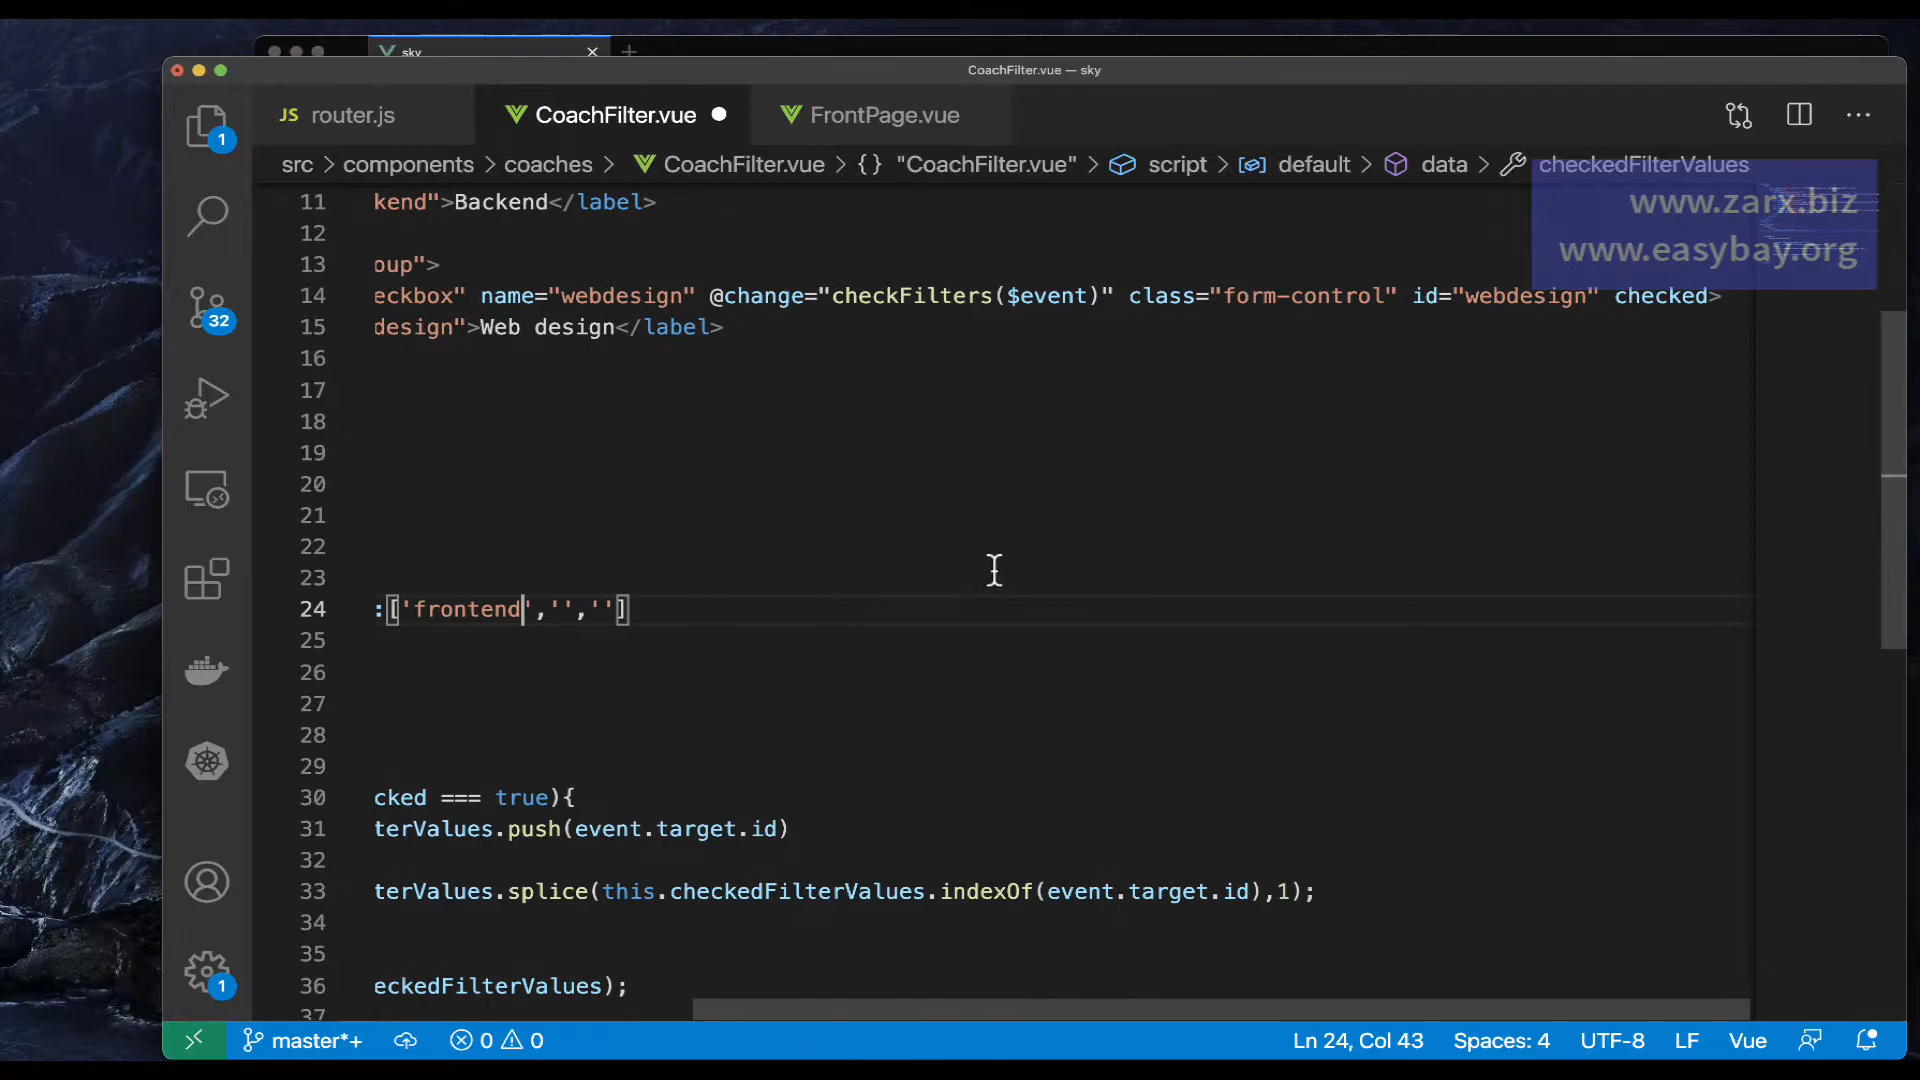 sky
CoachFilter.vue — sky
JS router.js
CoachFilter.vue
FrontPage.vue
src > components > coaches > CoachFilter.vue > {} "CoachFilter.vue" > script > default > data > checkedFilterValues
www.zarx.biz
www.easybay.org
1
32
1
11 kend">Backend</label>
12
13 oup">
14 eckbox" name="webdesign" @change="checkFilters($event)" class="form-control" id="webdesign" checked>
15 design">Web design</label>
16
17
18
19
20
21
22
23
24 :['frontend','','']
25
26
27
28
29
30 cked === true){
31 terValues.push(event.target.id)
32
33 terValues.splice(this.checkedFilterValues.indexOf(event.target.id),1);
34
35
36 eckedFilterValues);
37
master*+ 0 0 Ln 24, Col 43 Spaces: 4 UTF-8 LF Vue